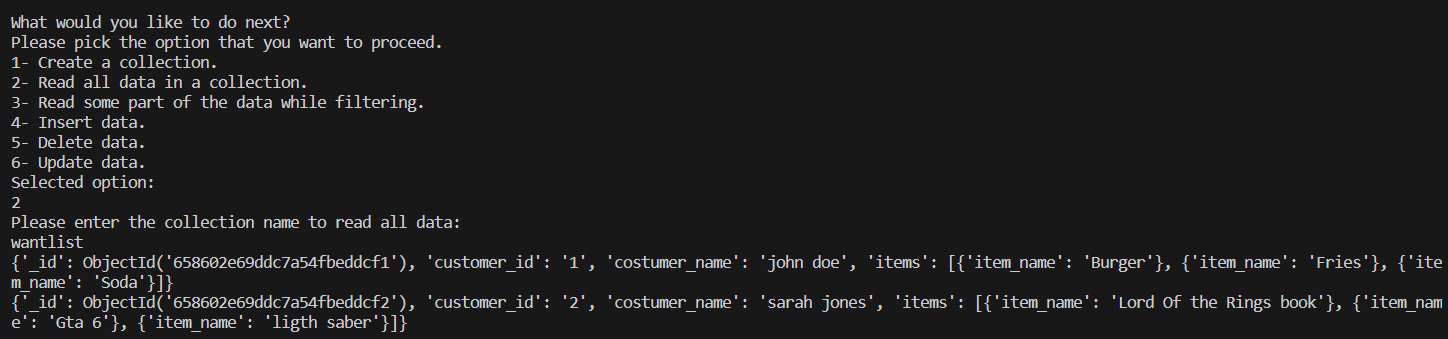 What would you like to do next?
Please pick the option that you want to proceed.
1- Create a collection.
2- Read all data in a collection.
3- Read some part of the data while filtering.
4- Insert data.
5- Delete data.
6- Update data.
Selected option:
2
Please enter the collection name to read all data:
wantlist
{'_id': ObjectId('658602e69ddc7a54fbeddcf1'), 'customer_id': '1', 'costumer_name': 'john doe', 'items': [{'item_name': 'Burger'}, {'item_name': 'Fries'}, {'ite
m_name': 'Soda'}]}
{'_id': ObjectId('658602e69ddc7a54fbeddcf2'), 'customer_id': '2', 'costumer_name': 'sarah jones', 'items': [{'item_name': 'Lord Of the Rings book'}, {'item_nam
e': 'Gta 6'}, {'item_name': 'ligth saber'}]}